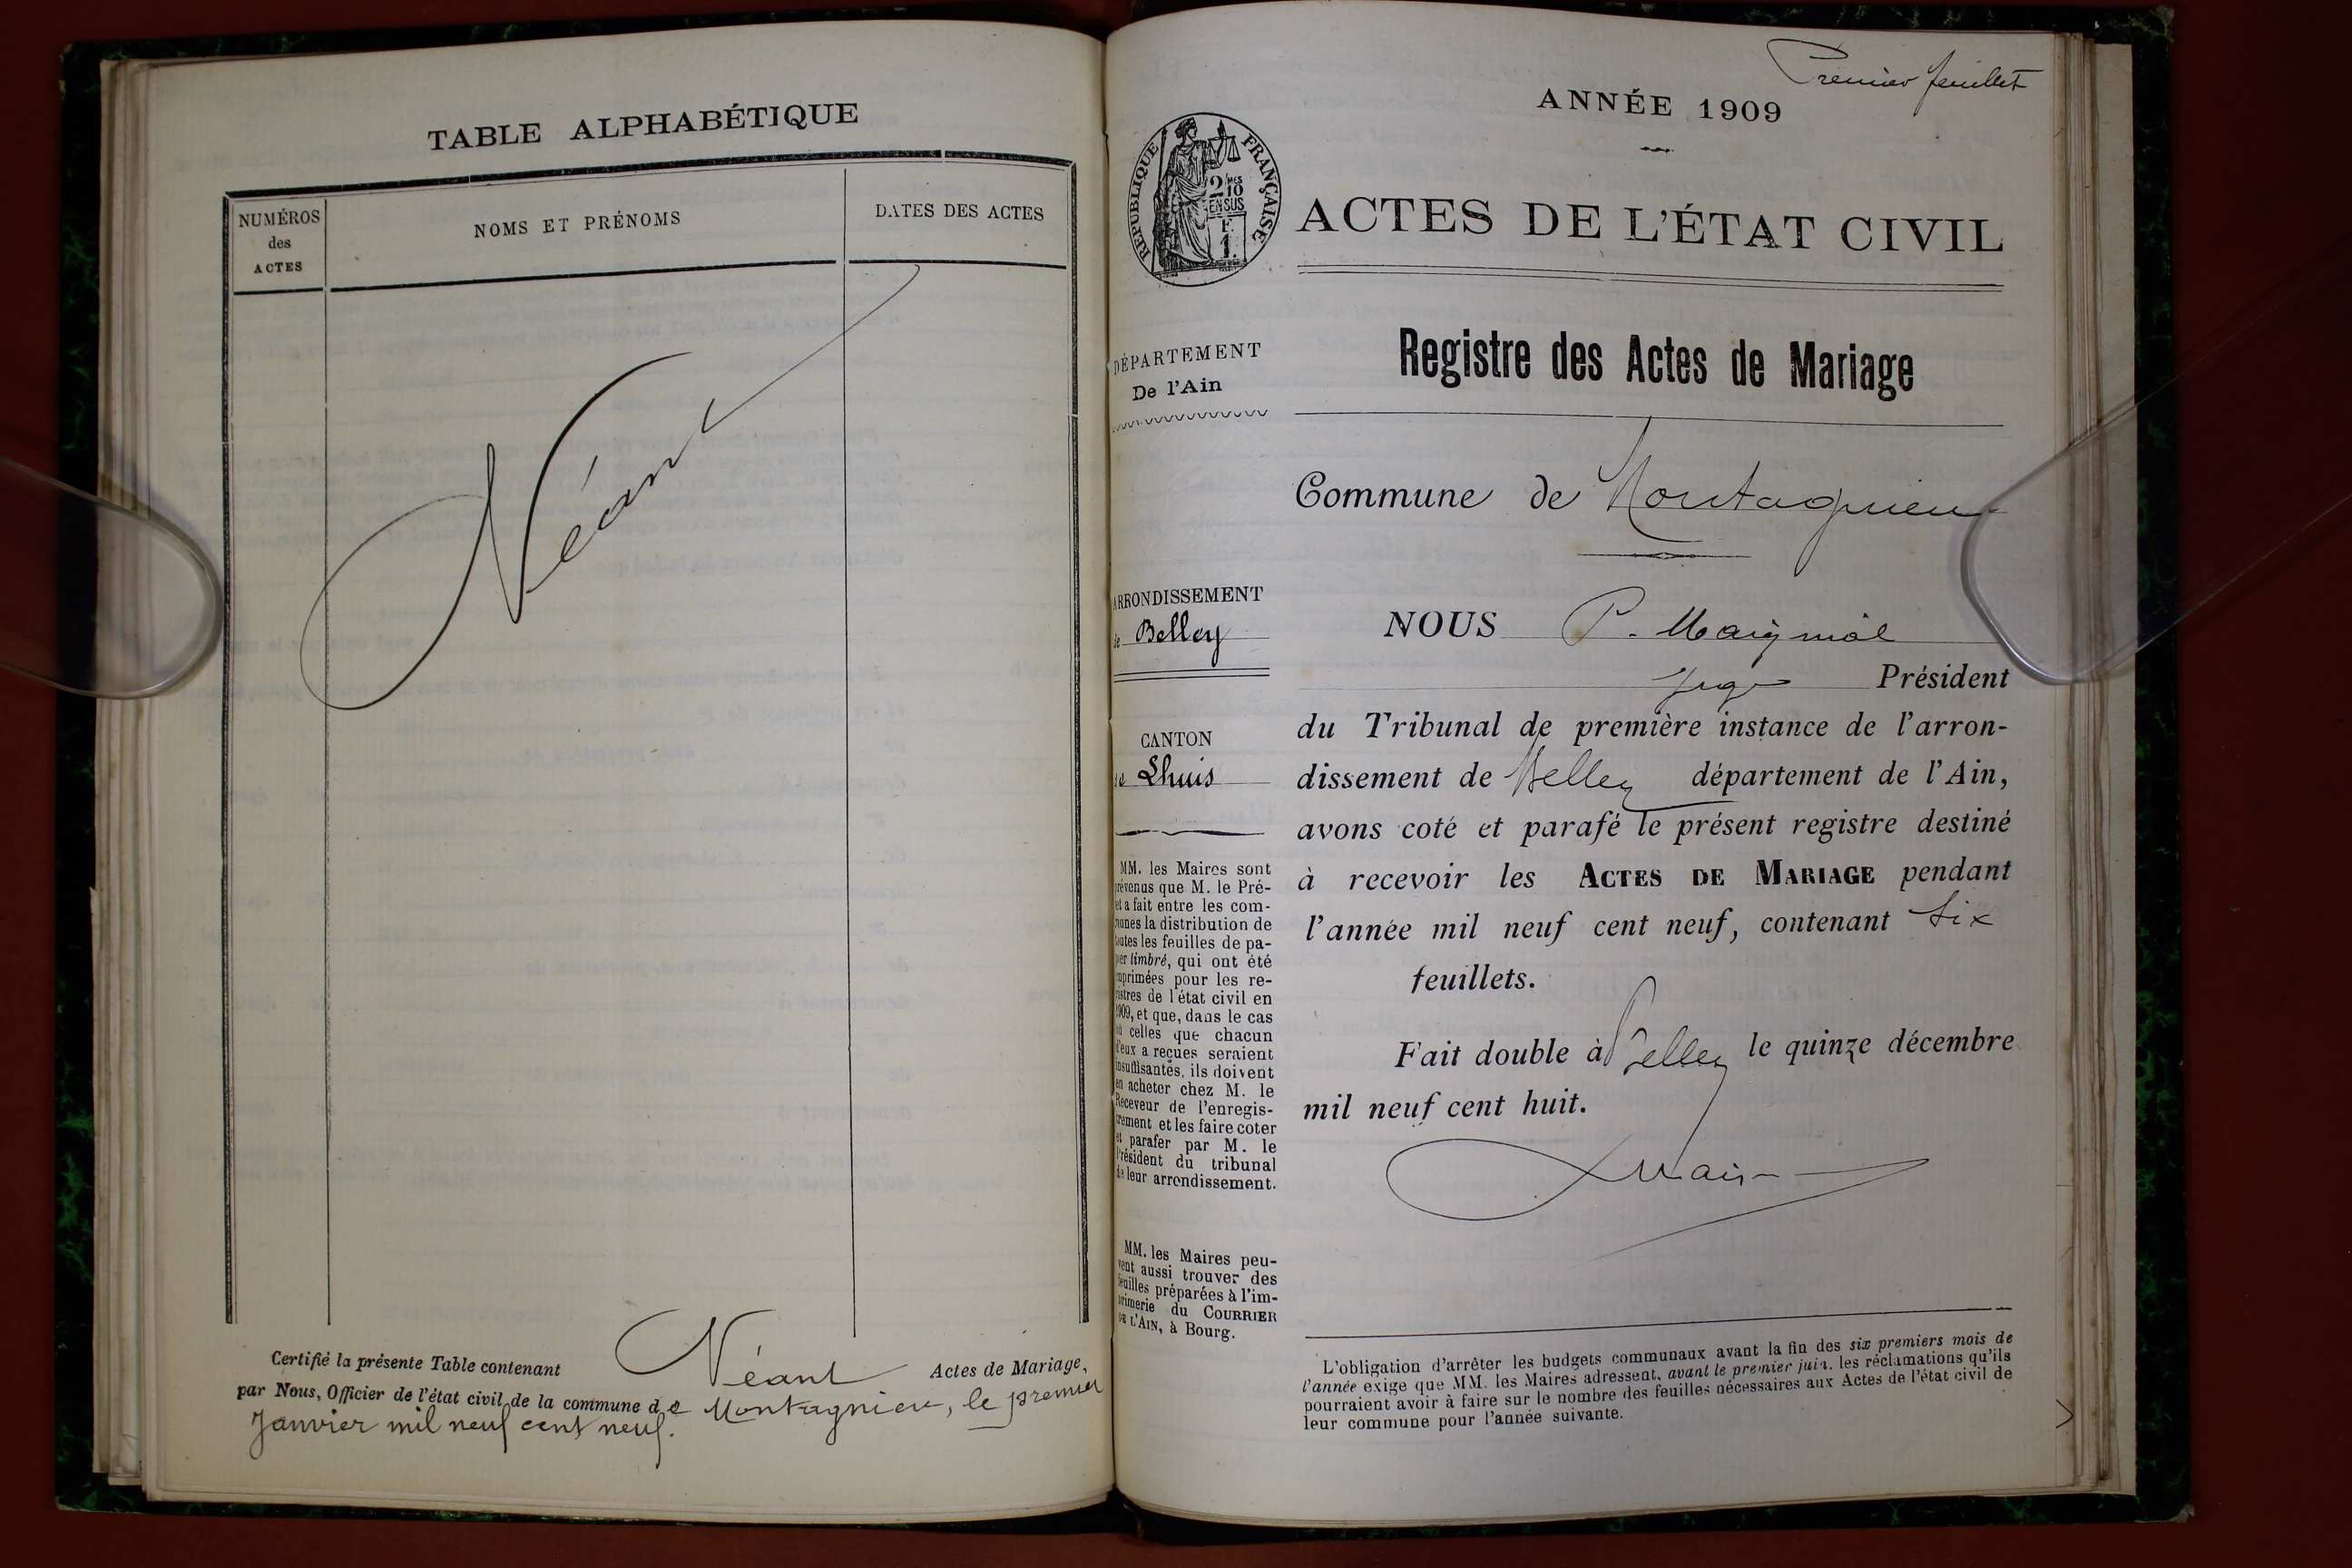 TABLE ALPHABÉTIQUE
NUMÉROS
des
ACTES
NOMS ET PRÉNOMS
DATES DES ACTES
Néant
Certifié la présente Table contenant Néant Actes de Mariage,
par Nous, Officier de l'état civil de la commune de Montagnieu, le premier
Janvier mil neuf cent neuf.
Premier feuillet
ANNÉE 1909
RÉPUBLIQUE FRANÇAISE
2 MES 10
EN SUS
1 F.
ACTES DE L'ÉTAT CIVIL
DÉPARTEMENT
De l'Ain
Registre des Actes de Mariage
Commune de Montagnieu
ARRONDISSEMENT
de Belley
CANTON
de Lhuis
MM. les Maires sont
prévenus que M. le Pré-
fet a fait entre les com-
munes la distribution de
toutes les feuilles de pa-
pier timbré, qui ont été
imprimées pour les re-
gistres de l'état civil en
1909, et que, dans le cas
où celles que chacun
d'eux a reçues seraient
insuffisantes, ils doivent
en acheter chez M. le
Receveur de l'enregis-
trement et les faire coter
et parafer par M. le
Président du tribunal
de leur arrondissement.
MM. les Maires peu-
vent aussi trouver des
feuilles préparées à l'im-
primerie du COURRIER
DE L'AIN, à Bourg.
NOUS P. Maignial
Juge Président
du Tribunal de première instance de l'arron-
dissement de Belley département de l'Ain,
avons coté et parafé le présent registre destiné
à recevoir les ACTES DE MARIAGE pendant
l'année mil neuf cent neuf, contenant six
feuillets.
Fait double à Belley le quinze décembre
mil neuf cent huit.
L'obligation d'arrêter les budgets communaux avant la fin des six premiers mois de
l'année exige que MM. les Maires adressent, avant le premier juin, les réclamations qu'ils
pourraient avoir à faire sur le nombre des feuilles nécessaires aux Actes de l'état civil de
leur commune pour l'année suivante.